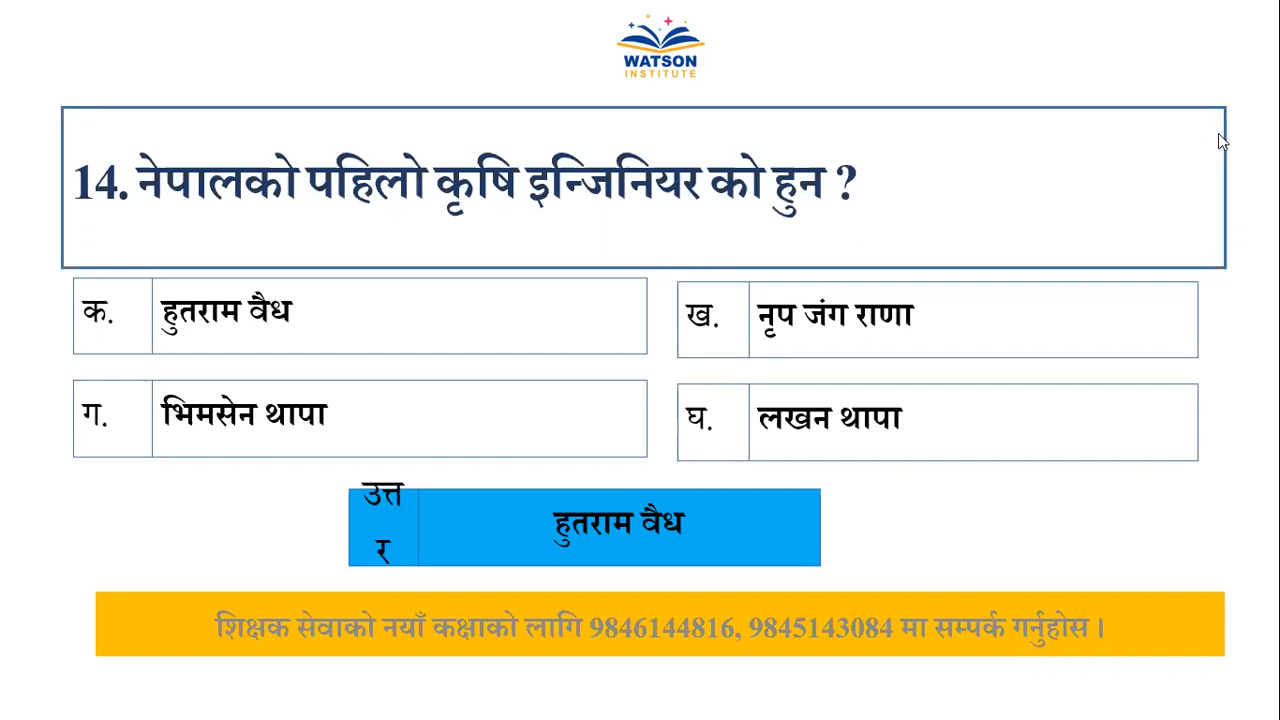 WATSON
INSTITUTE
14. नेपालको पहिलो कृषि इन्जिनियर को हुन ?
क. हुतराम वैध
ख. नृप जंग राणा
ग. भिमसेन थापा
घ. लखन थापा
उत्त
र
हुतराम वैध
शिक्षक सेवाको नयाँ कक्षाको लागि 9846144816, 9845143084 मा सम्पर्क गर्नुहोस ।